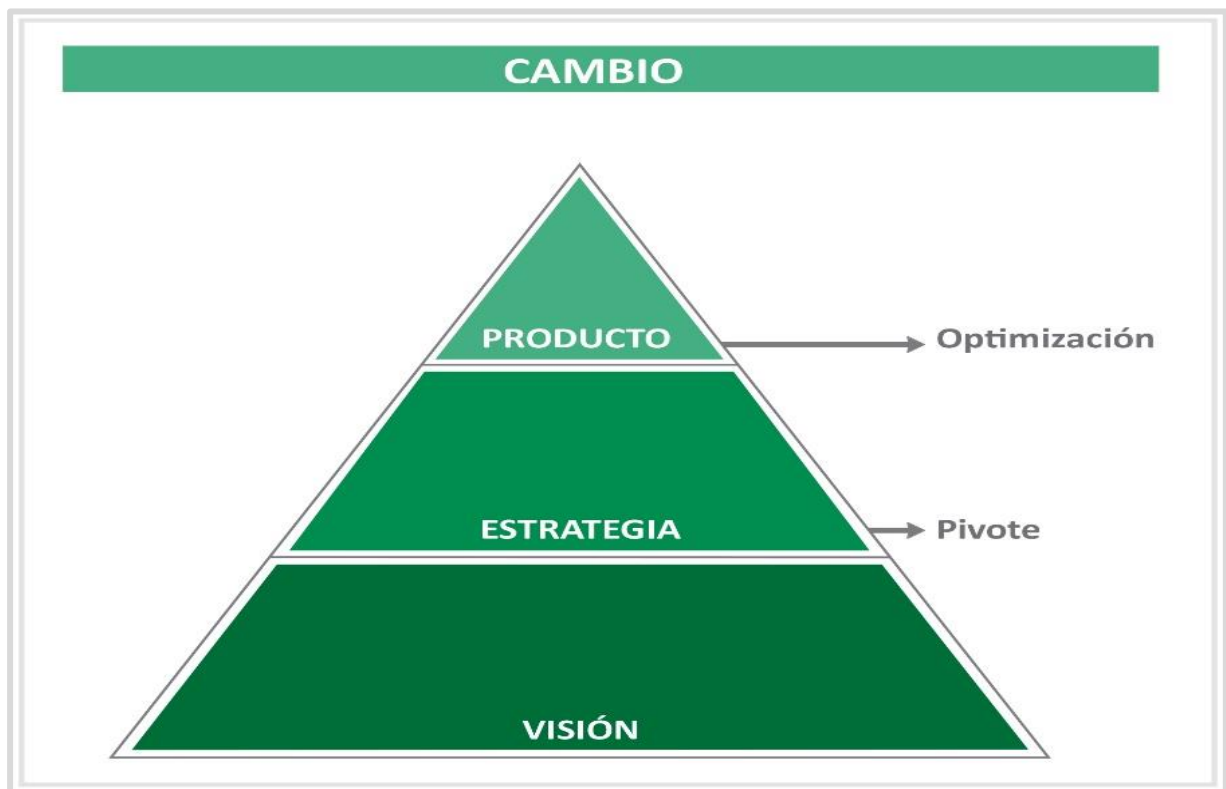 CAMBIO
PRODUCTO
Optimización
ESTRATEGIA
Pivote
VISIÓN